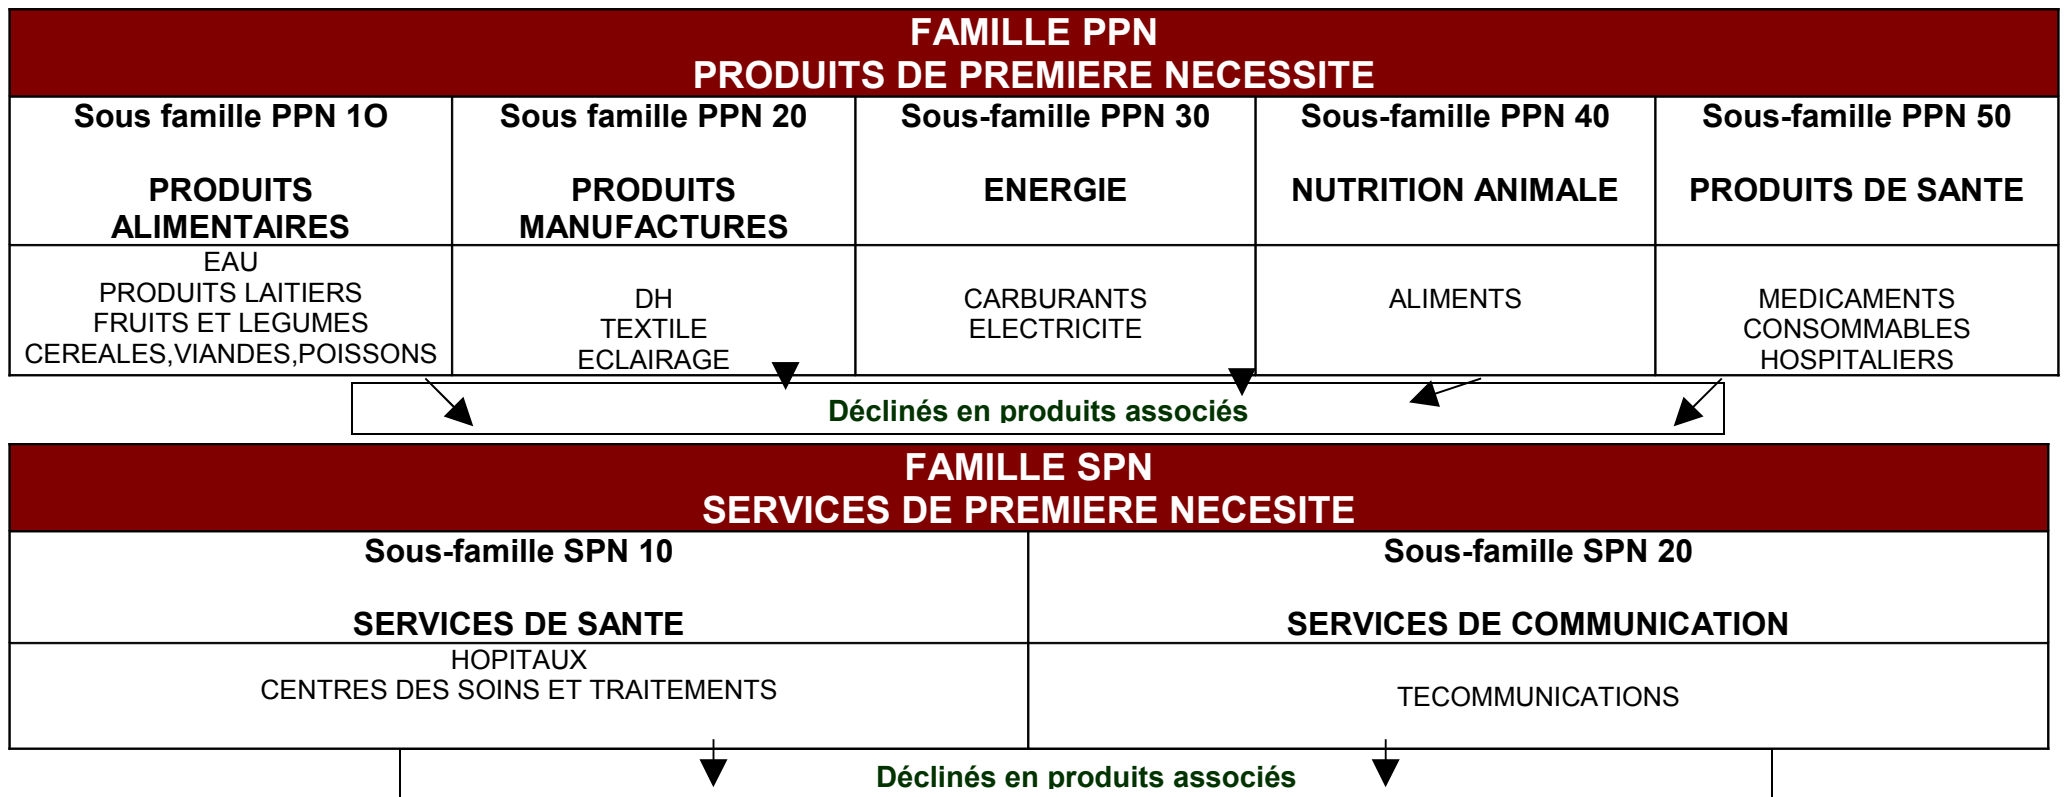 FAMILLE PPN
PRODUITS DE PREMIERE NECESSITE
Sous famille PPN 1O
PRODUITS
ALIMENTAIRES
Sous famille PPN 20
PRODUITS
MANUFACTURES
Sous-famille PPN 30
ENERGIE
Sous-famille PPN 40
NUTRITION ANIMALE
Sous-famille PPN 50
PRODUITS DE SANTE
EAU
PRODUITS LAITIERS
FRUITS ET LEGUMES
CEREALES,VIANDES,POISSONS
DH
TEXTILE
ECLAIRAGE
CARBURANTS
ELECTRICITE
ALIMENTS
MEDICAMENTS
CONSOMMABLES
HOSPITALIERS
Déclinés en produits associés
FAMILLE SPN
SERVICES DE PREMIERE NECESITE
Sous-famille SPN 10
SERVICES DE SANTE
Sous-famille SPN 20
SERVICES DE COMMUNICATION
HOPITAUX
CENTRES DES SOINS ET TRAITEMENTS
TECOMMUNICATIONS
Déclinés en produits associés